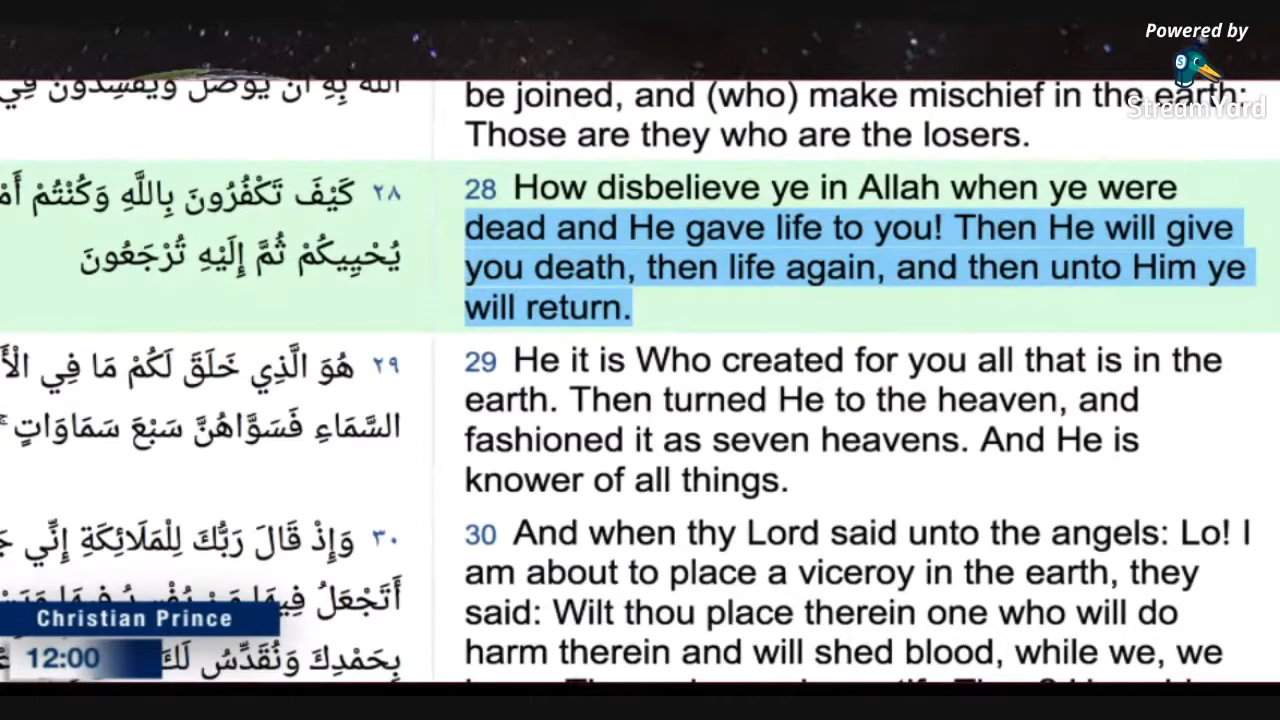 Powered by
StreamYard
الله بِهِ أَن يُوصَلَ وَيُفْسِدُونَ فِي
be joined, and (who) make mischief in the earth:
Those are they who are the losers.
٢٨ كَيْفَ تَكْفُرُونَ بِاللَّهِ وَكُنْتُمْ
يُحْيِيكُمْ ثُمَّ إِلَيْهِ تُرْجَعُونَ
28 How disbelieve ye in Allah when ye were
dead and He gave life to you! Then He will give
you death, then life again, and then unto Him ye
will return.
٢٩ هُوَ الَّذِي خَلَقَ لَكُمْ مَا فِي
السَّمَاءِ فَسَوَّاهُنَّ سَبْعَ سَمَاوَاتٍ ۚ
29 He it is Who created for you all that is in the
earth. Then turned He to the heaven, and
fashioned it as seven heavens. And He is
knower of all things.
٣٠ وَإِذْ قَالَ رَبُّكَ لِلْمَلَائِكَةِ إِنِّي
أَتَجْعَلُ فِيهَا مَنْ يُفْسِدُ فِيهَا
بِحَمْدِكَ وَنُقَدِّسُ لَكَ
30 And when thy Lord said unto the angels: Lo! I
am about to place a viceroy in the earth, they
said: Wilt thou place therein one who will do
harm therein and will shed blood, while we, we
Christian Prince
12:00